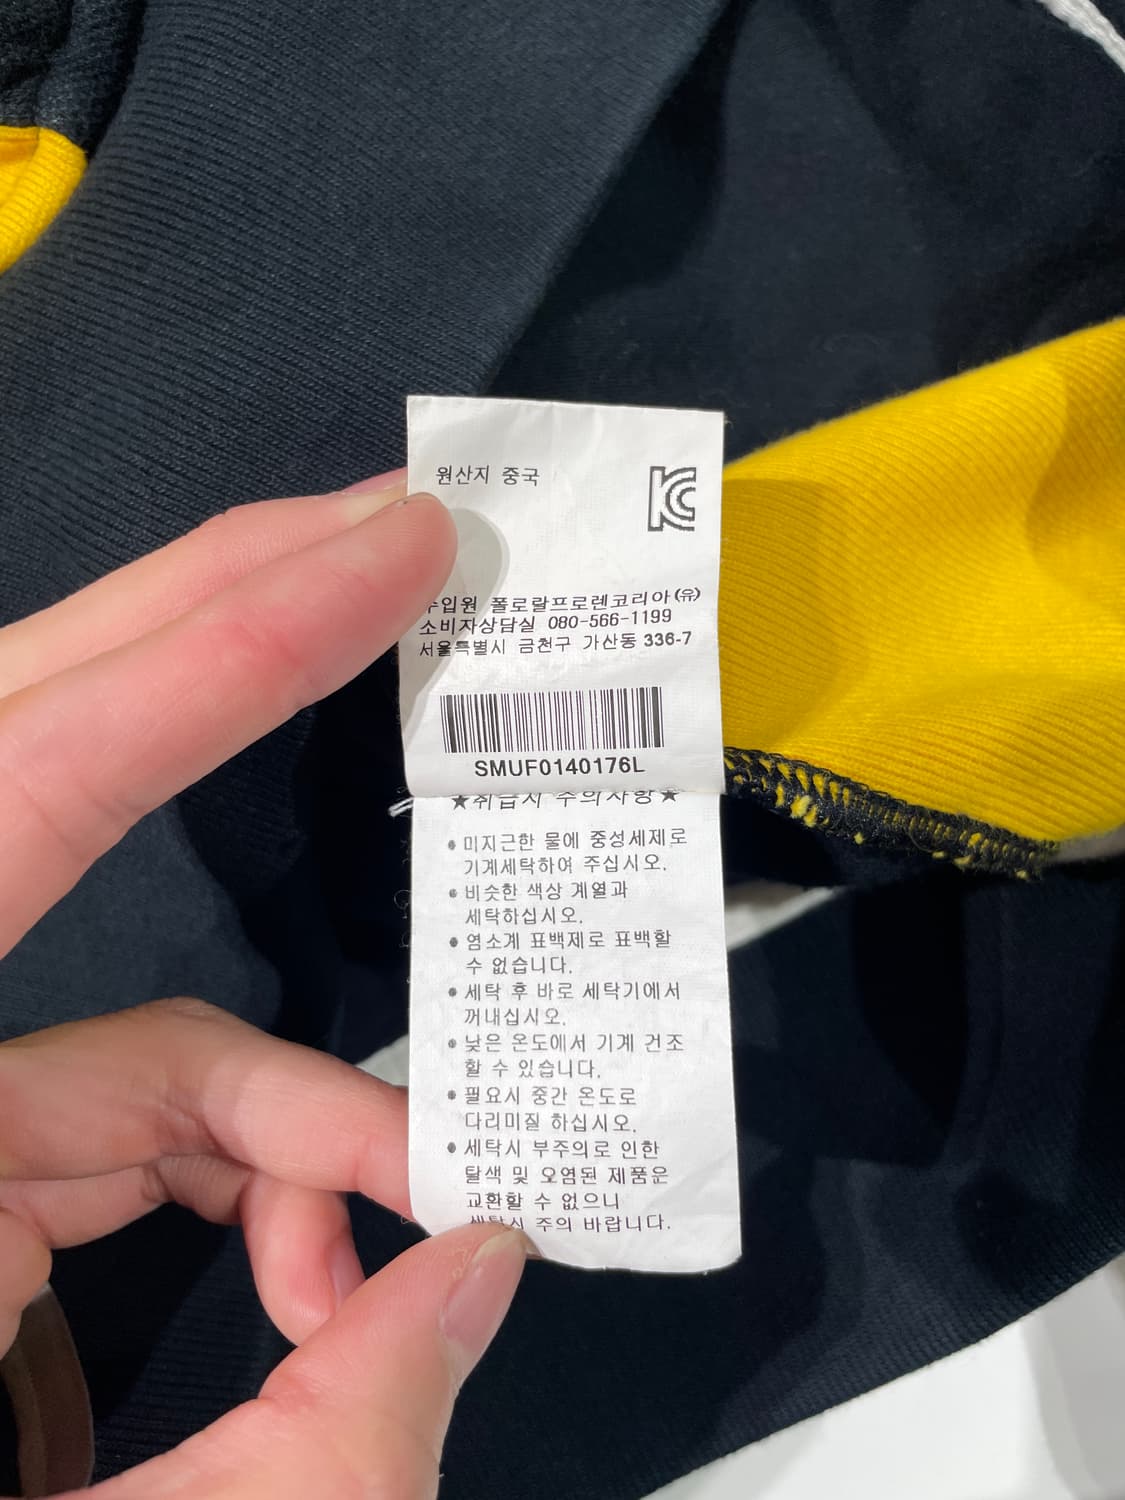 원산지 중국
KC
수입원 폴로랄프로렌코리아(유)
소비자상담실 080-566-1199
서울특별시 금천구 가산동 336-7
SMUF0140176L
★취급시 주의사항★
• 미지근한 물에 중성세제로
기계세탁하여 주십시오.
• 비슷한 색상 계열과
세탁하십시오.
• 염소계 표백제로 표백할
수 없습니다.
• 세탁 후 바로 세탁기에서
꺼내십시오.
• 낮은 온도에서 기계 건조
할 수 있습니다.
• 필요시 중간 온도로
다리미질 하십시오.
• 세탁시 부주의로 인한
탈색 및 오염된 제품은
교환할 수 없으니
세탁시 주의 바랍니다.